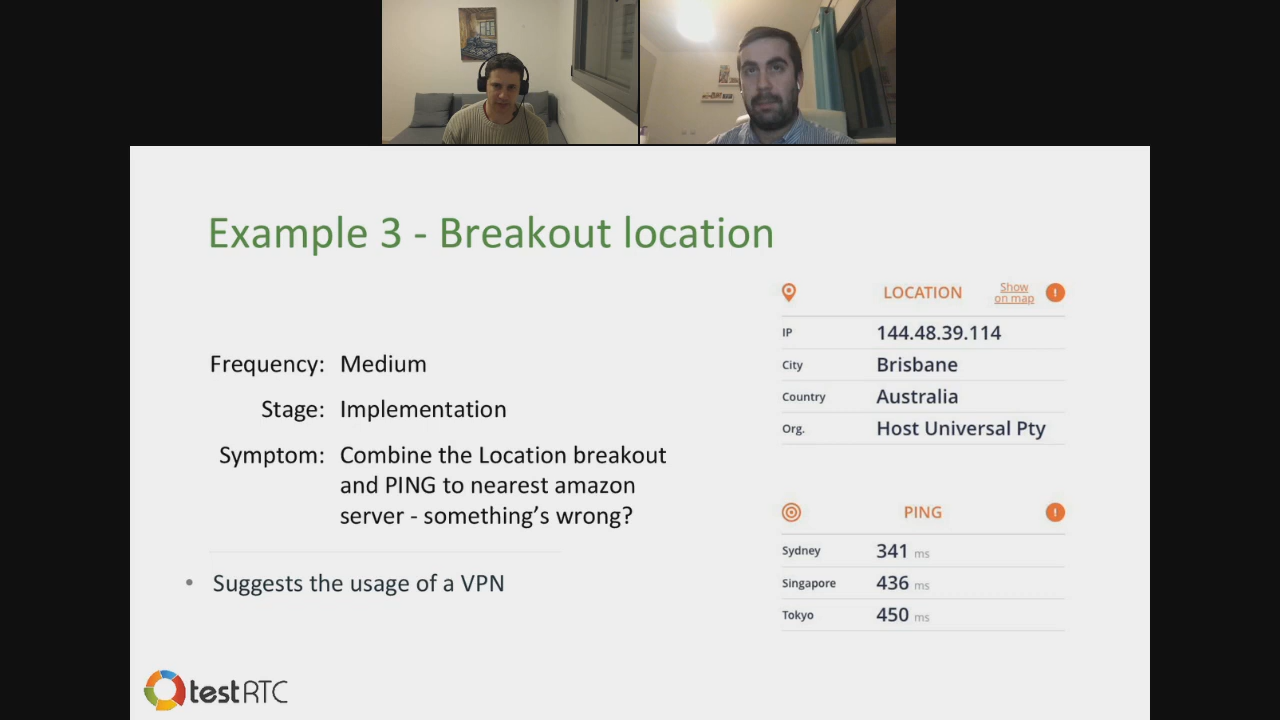 Example 3 - Breakout location
Frequency: Medium
Stage: Implementation
Symptom: Combine the Location breakout
and PING to nearest amazon
server - something's wrong?
• Suggests the usage of a VPN
LOCATION
Show
on map
!
IP 144.48.39.114
City Brisbane
Country Australia
Org. Host Universal Pty
PING
!
Sydney 341 ms
Singapore 436 ms
Tokyo 450 ms
testRTC